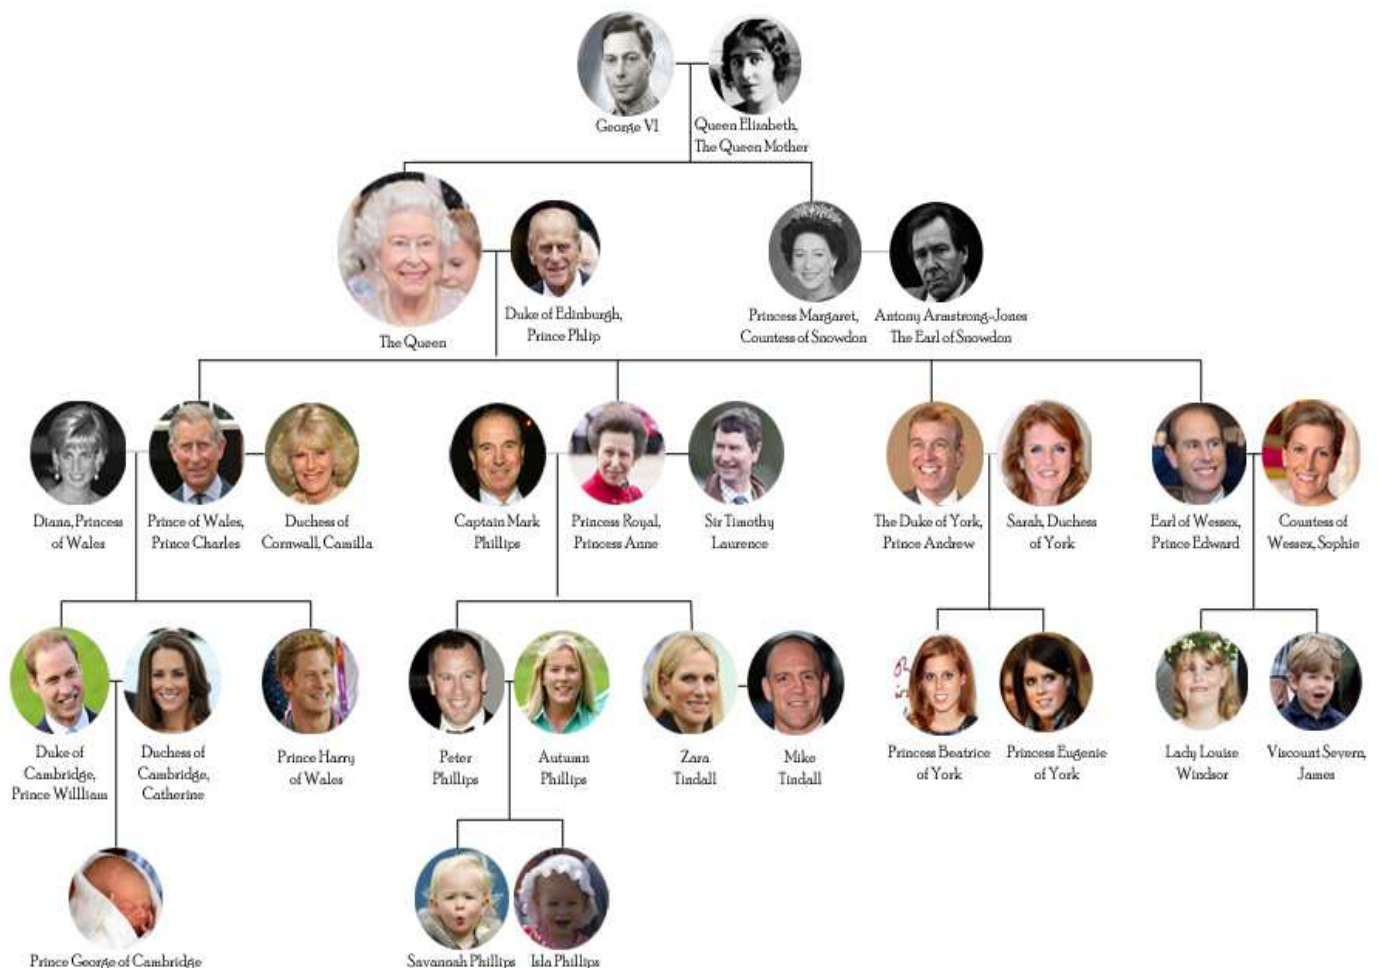 George VI
Queen Elizabeth,
The Queen Mother
The Queen
Duke of Edinburgh,
Prince Phlip
Princess Margaret,
Countess of Snowdon
Antony Armstrong-Jones
The Earl of Snowdon
Diana, Princess
of Wales
Prince of Wales,
Prince Charles
Duchess of
Cornwall, Camilla
Captain Mark
Phillips
Princess Royal,
Princess Anne
Sir Timothy
Laurence
The Duke of York,
Prince Andrew
Sarah, Duchess
of York
Earl of Wessex,
Prince Edward
Countess of
Wessex, Sophie
Duke of
Cambridge,
Prince Willliam
Duchess of
Cambridge,
Catherine
Prince Harry
of Wales
Peter
Phillips
Autumn
Phillips
Zara
Tindall
Mike
Tindall
Princess Beatrice
of York
Princess Eugenie
of York
Lady Louise
Windsor
Viscount Severn,
James
Prince George of Cambridge
Savannah Phillips
Isla Phillips